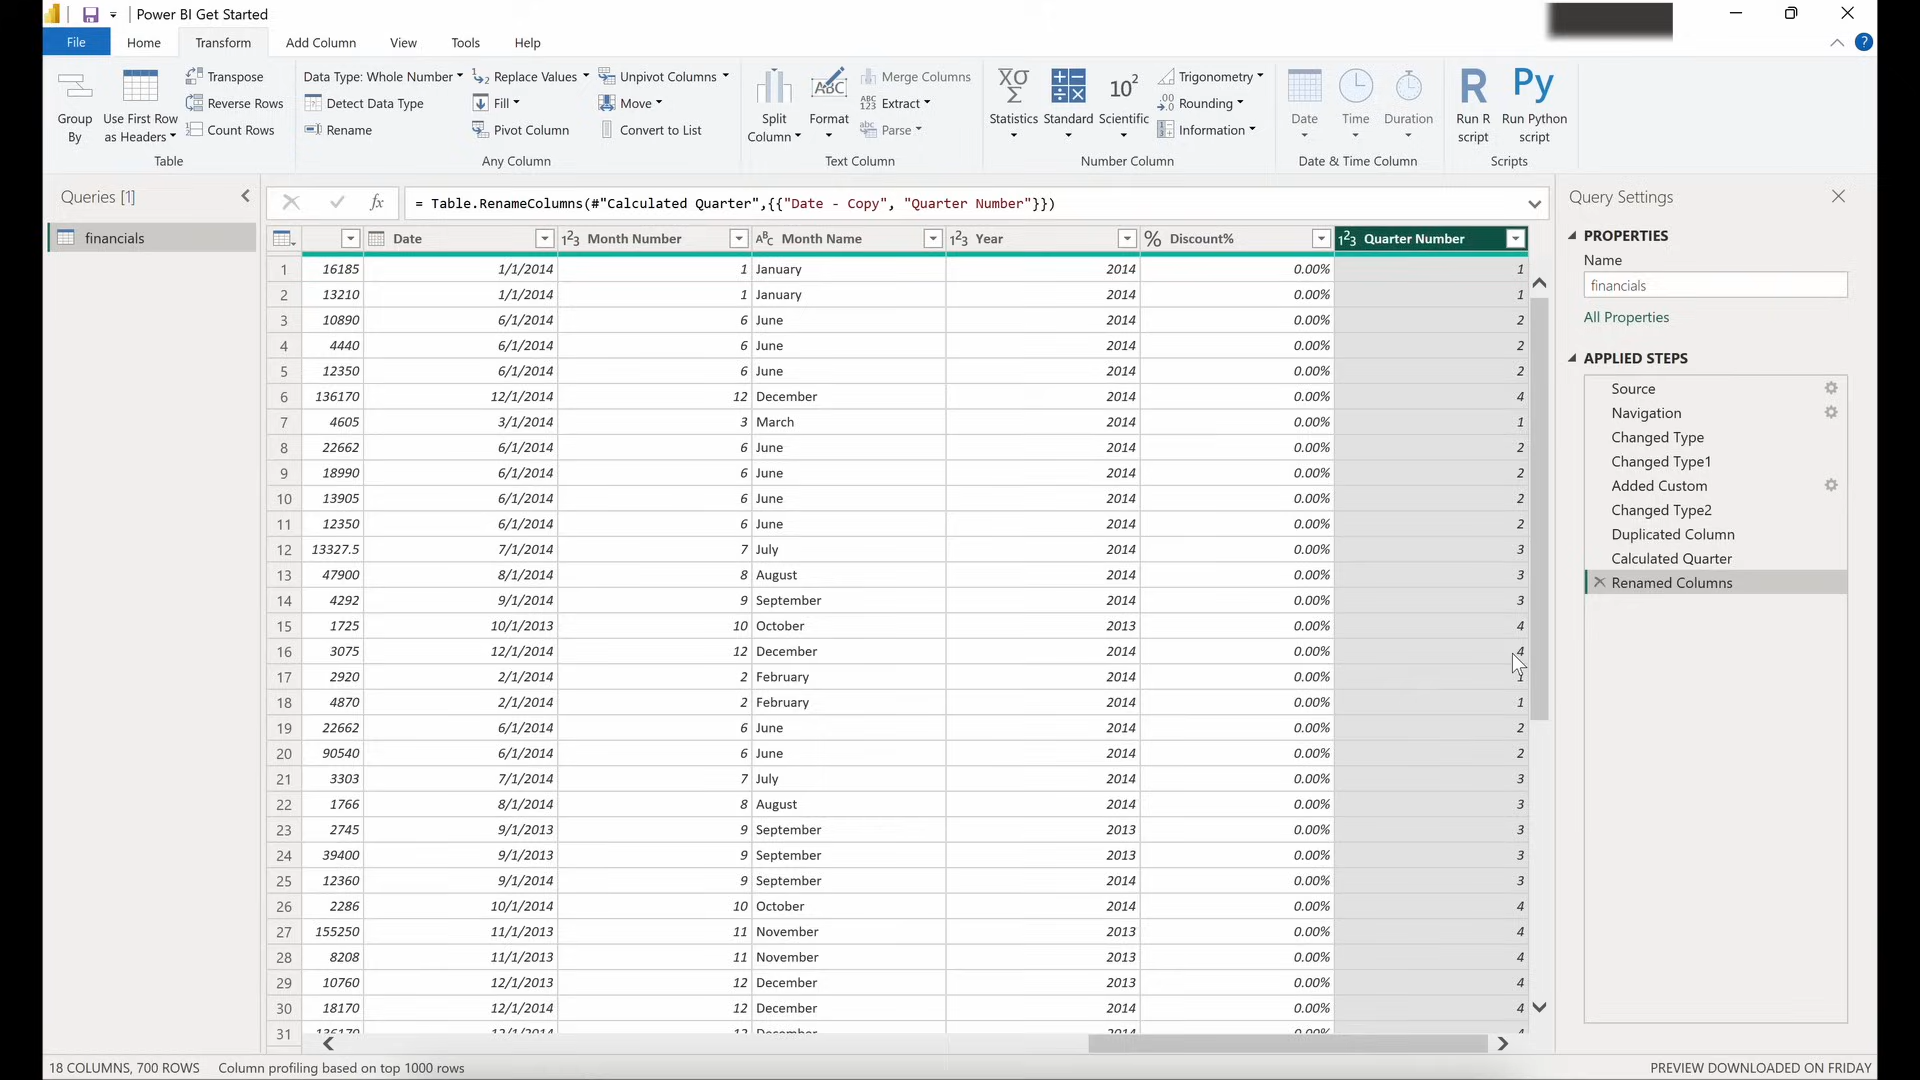 Power BI Get Started
File Home Transform Add Column View Tools Help
Group By
Use First Row as Headers
Transpose
Reverse Rows
Count Rows
Table
Data Type: Whole Number
Detect Data Type
Rename
Replace Values
Fill
Pivot Column
Unpivot Columns
Move
Convert to List
Any Column
Split Column
Format
Merge Columns
Extract
Parse
Text Column
Statistics
Standard
Scientific
Trigonometry
Rounding
Information
Number Column
Date
Time
Duration
Date & Time Column
Run R script
Run Python script
Scripts
Queries [1]
financials
= Table.RenameColumns(#"Calculated Quarter",{{"Date - Copy", "Quarter Number"}})
Date Month Number Month Name Year Discount% Quarter Number
1 16185 1/1/2014 1 January 2014 0.00% 1
2 13210 1/1/2014 1 January 2014 0.00% 1
3 10890 6/1/2014 6 June 2014 0.00% 2
4 4440 6/1/2014 6 June 2014 0.00% 2
5 12350 6/1/2014 6 June 2014 0.00% 2
6 136170 12/1/2014 12 December 2014 0.00% 4
7 4605 3/1/2014 3 March 2014 0.00% 1
8 22662 6/1/2014 6 June 2014 0.00% 2
9 18990 6/1/2014 6 June 2014 0.00% 2
10 13905 6/1/2014 6 June 2014 0.00% 2
11 12350 6/1/2014 6 June 2014 0.00% 2
12 13327.5 7/1/2014 7 July 2014 0.00% 3
13 47900 8/1/2014 8 August 2014 0.00% 3
14 4292 9/1/2014 9 September 2014 0.00% 3
15 1725 10/1/2013 10 October 2013 0.00% 4
16 3075 12/1/2014 12 December 2014 0.00% 4
17 2920 2/1/2014 2 February 2014 0.00% 1
18 4870 2/1/2014 2 February 2014 0.00% 1
19 22662 6/1/2014 6 June 2014 0.00% 2
20 90540 6/1/2014 6 June 2014 0.00% 2
21 3303 7/1/2014 7 July 2014 0.00% 3
22 1766 8/1/2014 8 August 2014 0.00% 3
23 2745 9/1/2013 9 September 2013 0.00% 3
24 39400 9/1/2013 9 September 2013 0.00% 3
25 12360 9/1/2014 9 September 2014 0.00% 3
26 2286 10/1/2014 10 October 2014 0.00% 4
27 155250 11/1/2013 11 November 2013 0.00% 4
28 8208 11/1/2013 11 November 2013 0.00% 4
29 10760 12/1/2013 12 December 2013 0.00% 4
30 18170 12/1/2014 12 December 2014 0.00% 4
31
Query Settings
PROPERTIES
Name
financials
All Properties
APPLIED STEPS
Source
Navigation
Changed Type
Changed Type1
Added Custom
Changed Type2
Duplicated Column
Calculated Quarter
Renamed Columns
18 COLUMNS, 700 ROWS Column profiling based on top 1000 rows PREVIEW DOWNLOADED ON FRIDAY